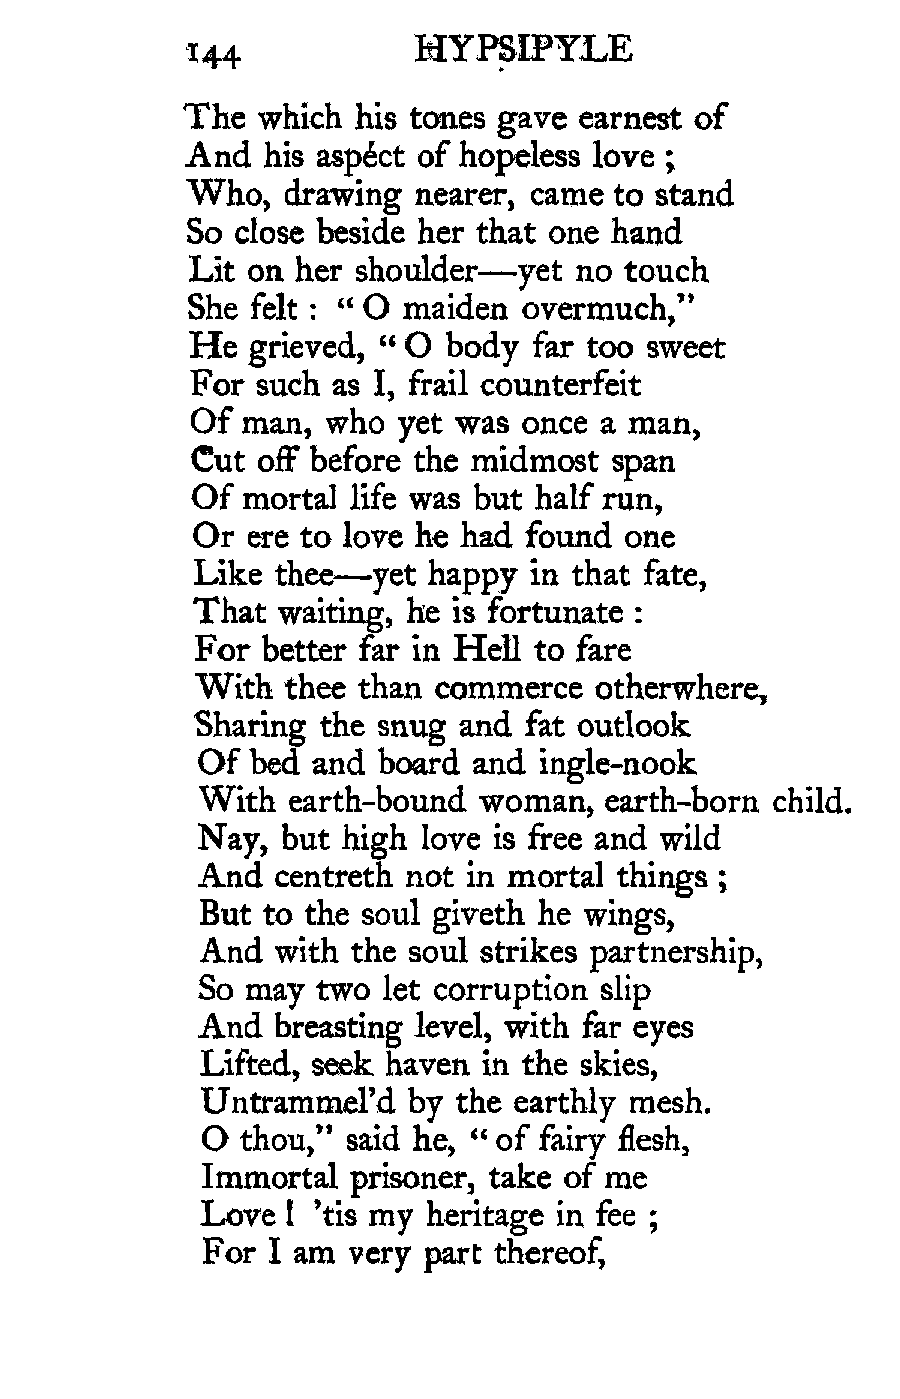 144 HYPSIPYLE
The which his tones gave earnest of
And his aspéct of hopeless love ;
Who, drawing nearer, came to stand
So close beside her that one hand
Lit on her shoulder—yet no touch
She felt : “ O maiden overmuch,”
He grieved, “ O body far too sweet
For such as I, frail counterfeit
Of man, who yet was once a man,
Cut off before the midmost span
Of mortal life was but half run,
Or ere to love he had found one
Like thee—yet happy in that fate,
That waiting, he is fortunate :
For better far in Hell to fare
With thee than commerce otherwhere,
Sharing the snug and fat outlook
Of bed and board and ingle-nook
With earth-bound woman, earth-born child.
Nay, but high love is free and wild
And centreth not in mortal things ;
But to the soul giveth he wings,
And with the soul strikes partnership,
So may two let corruption slip
And breasting level, with far eyes
Lifted, seek haven in the skies,
Untrammel’d by the earthly mesh.
O thou,” said he, “ of fairy flesh,
Immortal prisoner, take of me
Love ! ’tis my heritage in fee ;
For I am very part thereof,